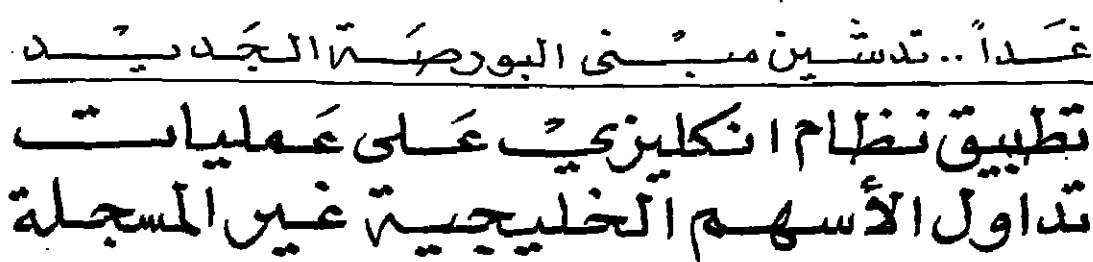 غداً .. تدشين مبنى البورصة الجديد
تطبيق نظام انكليزي على عمليات
تداول الأسهم الخليجية غير المسجلة